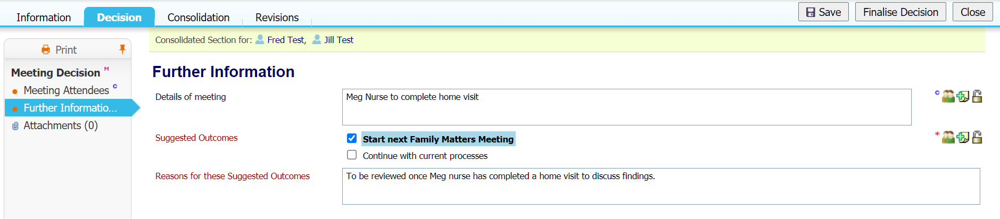 Information
Decision
Consolidation
Revisions
Save
Finalise Decision
Close
Print
Meeting Decision M
Meeting Attendees C
Further Informatio...
Attachments (0)
Consolidated Section for: Fred Test, Jill Test
Further Information
Details of meeting
Meg Nurse to complete home visit
C
Suggested Outcomes
Start next Family Matters Meeting
*
Continue with current processes
Reasons for these Suggested Outcomes
To be reviewed once Meg nurse has completed a home visit to discuss findings.